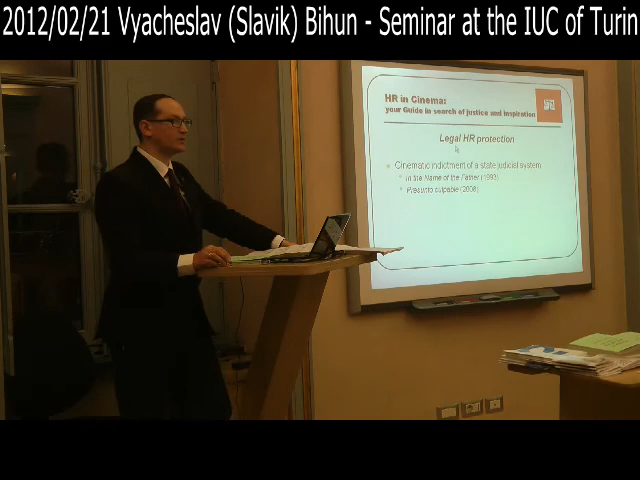 2012/02/21 Vyacheslav (Slavik) Bihun - Seminar at the IUC of Turin
HR in Cinema:
your Guide in search of justice and inspiration
Legal HR protection
Cinematic indictment of a state judicial system
In the Name of the Father (1993)
Presunto culpable (2008)